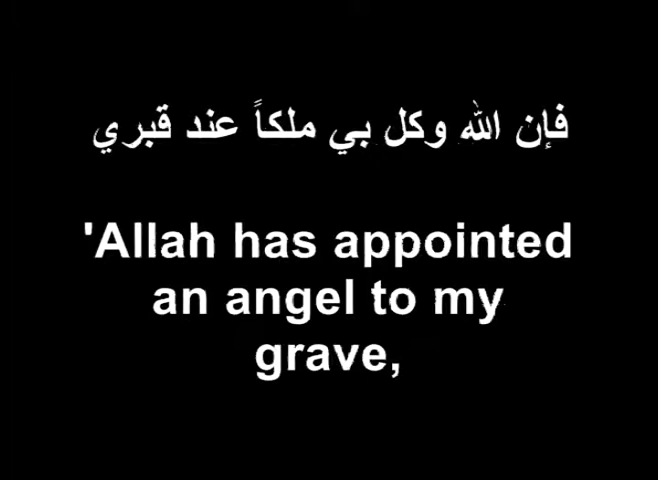 فإن الله وكل بي ملكاً عند قبري
'Allah has appointed
an angel to my
grave,